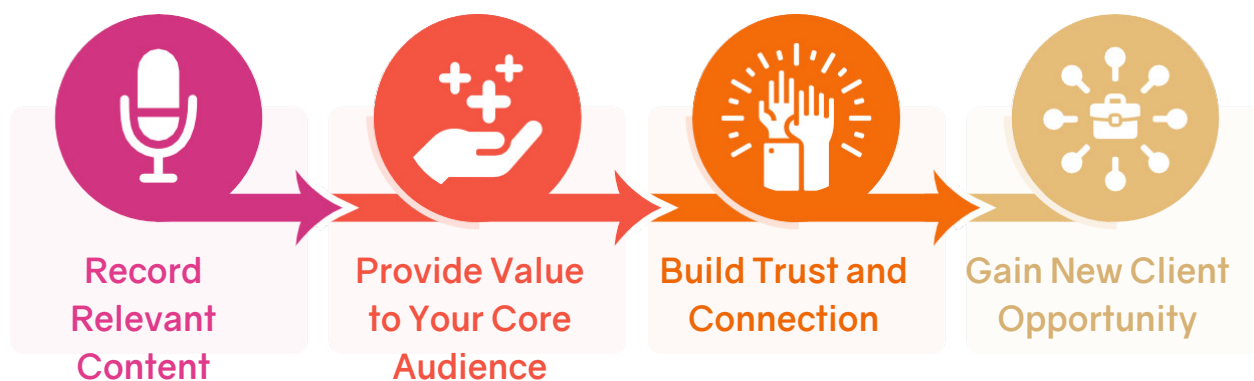 Record
Relevant
Content
Provide Value
to Your Core
Audience
Build Trust and
Connection
Gain New Client
Opportunity